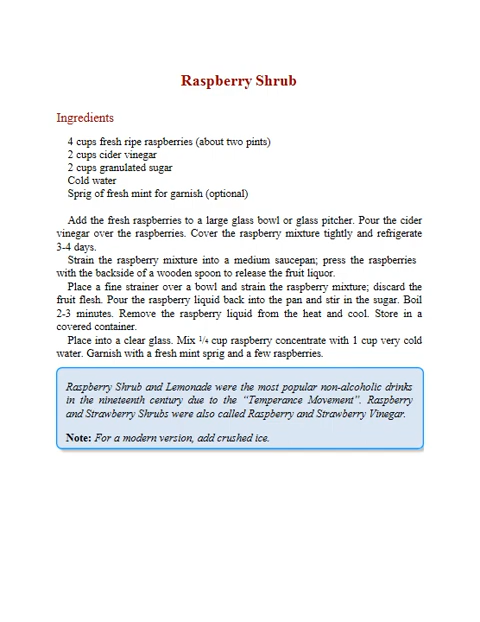 Raspberry Shrub
Ingredients
4 cups fresh ripe raspberries (about two pints)
2 cups cider vinegar
2 cups granulated sugar
Cold water
Sprig of fresh mint for garnish (optional)
Add the fresh raspberries to a large glass bowl or glass pitcher. Pour the cider
vinegar over the raspberries. Cover the raspberry mixture tightly and refrigerate
3-4 days.
Strain the raspberry mixture into a medium saucepan; press the raspberries
with the backside of a wooden spoon to release the fruit liquor.
Place a fine strainer over a bowl and strain the raspberry mixture; discard the
fruit flesh. Pour the raspberry liquid back into the pan and stir in the sugar. Boil
2-3 minutes. Remove the raspberry liquid from the heat and cool. Store in a
covered container.
Place into a clear glass. Mix 1/4 cup raspberry concentrate with 1 cup very cold
water. Garnish with a fresh mint sprig and a few raspberries.
Raspberry Shrub and Lemonade were the most popular non-alcoholic drinks
in the nineteenth century due to the “Temperance Movement”. Raspberry
and Strawberry Shrubs were also called Raspberry and Strawberry Vinegar.
Note: For a modern version, add crushed ice.